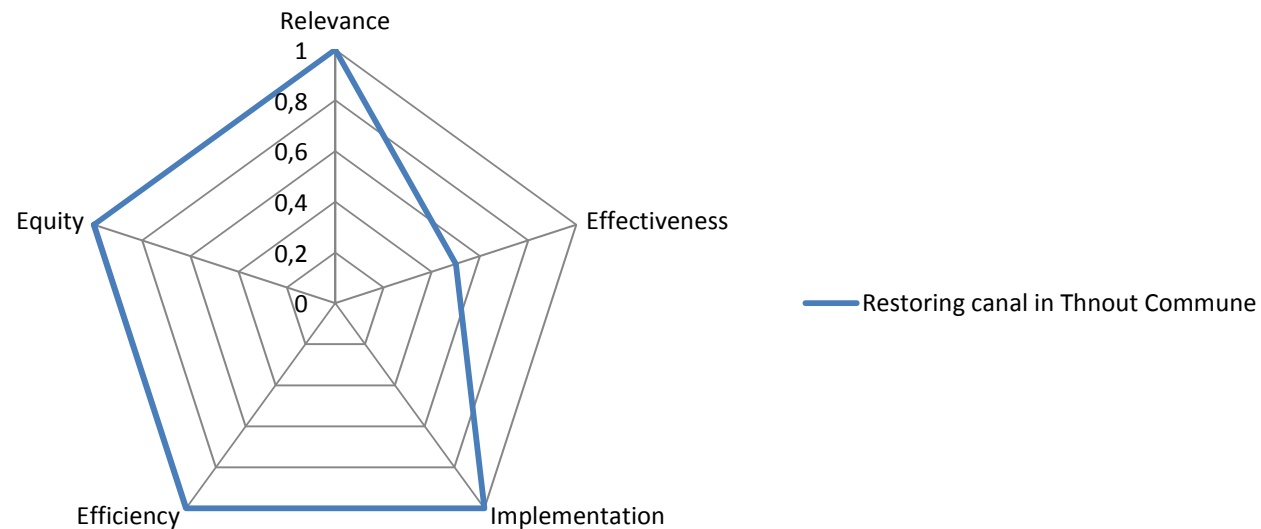 Relevance
1
0,8
0,6
0,4
0,2
0
Equity
Effectiveness
Efficiency
Implementation
Restoring canal in Thnout Commune